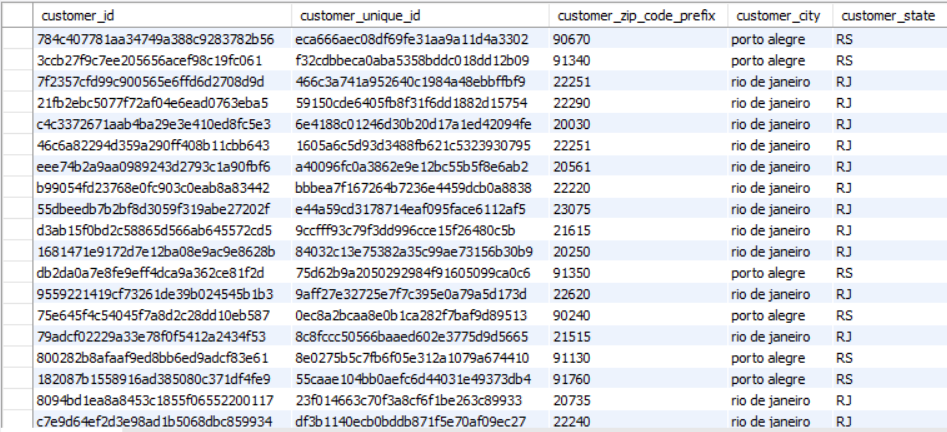 customer_id customer_unique_id customer_zip_code_prefix customer_city customer_state
784c407781aa34749a388c9283782b56 eca666aec08df69fe31aa9a11d4a3302 90670 porto alegre RS
3ccb27f9c7ee205656acef98c19fc061 f32cdbbeca0aba5358bddc018dd12b09 91340 porto alegre RS
7f2357cfd99c900565e6ffd6d2708d9d 466c3a741a952640c1984a48ebbffbf9 22251 rio de janeiro RJ
21fb2ebc5077f72af04e6ead0763eba5 59150cde6405fb8f31f6dd1882d15754 22290 rio de janeiro RJ
c4c3372671aab4ba29e3e410ed8fc5e3 6e4188c01246d30b20d17a1ed42094fe 20030 rio de janeiro RJ
46c6a82294d359a290ff408b11cbb643 1605a6c5d93d3488fb621c5323930795 22251 rio de janeiro RJ
eee74b2a9aa0989243d2793c1a90fbf6 a40096fc0a3862e9e12bc55b5f8e6ab2 20561 rio de janeiro RJ
b99054fd23768e0fc903c0eab8a83442 bbbea7f167264b7236e4459dcb0a8838 22220 rio de janeiro RJ
55dbeedb7b2bf8d3059f319abe27202f e44a59cd3178714eaf095face6112af5 23075 rio de janeiro RJ
d3ab15f0bd2c58865d566ab645572cd5 9ccfff93c79f3dd996cce15f26480c5b 21615 rio de janeiro RJ
1681471e9172d7e12ba08e9ac9e8628b 84032c13e75382a35c99ae73156b30b9 20250 rio de janeiro RJ
db2da0a7e8fe9eff4dca9a362ce81f2d 75d62b9a2050292984f91605099ca0c6 91350 porto alegre RS
9559221419cf73261de39b024545b1b3 9aff27e32725e7f7c395e0a79a5d173d 22620 rio de janeiro RJ
75e645f4c54045f7a8d2c28dd10eb587 0ec8a2bcaa8e0b1ca282f7baf9d89513 90240 porto alegre RS
79adcf02229a33e78f0f5412a2434f53 8c8fccc50566baaed602e3775d9d5665 21515 rio de janeiro RJ
800282b8afaaf9ed8bb6ed9adcf83e61 8e0275b5c7fb6f05e312a1079a674410 91130 porto alegre RS
182087b1558916ad385080c371df4fe9 55caae104bb0aefc6d44031e49373db4 91760 porto alegre RS
8094bd1ea8a8453c1855f06552200117 23f014663c70f3a8cf6f1be263c89933 20735 rio de janeiro RJ
c7e9d64ef2d3e98ad1b5068dbc859934 df3b1140ecb0bddb871f5e70af09ec27 22240 rio de janeiro RJ